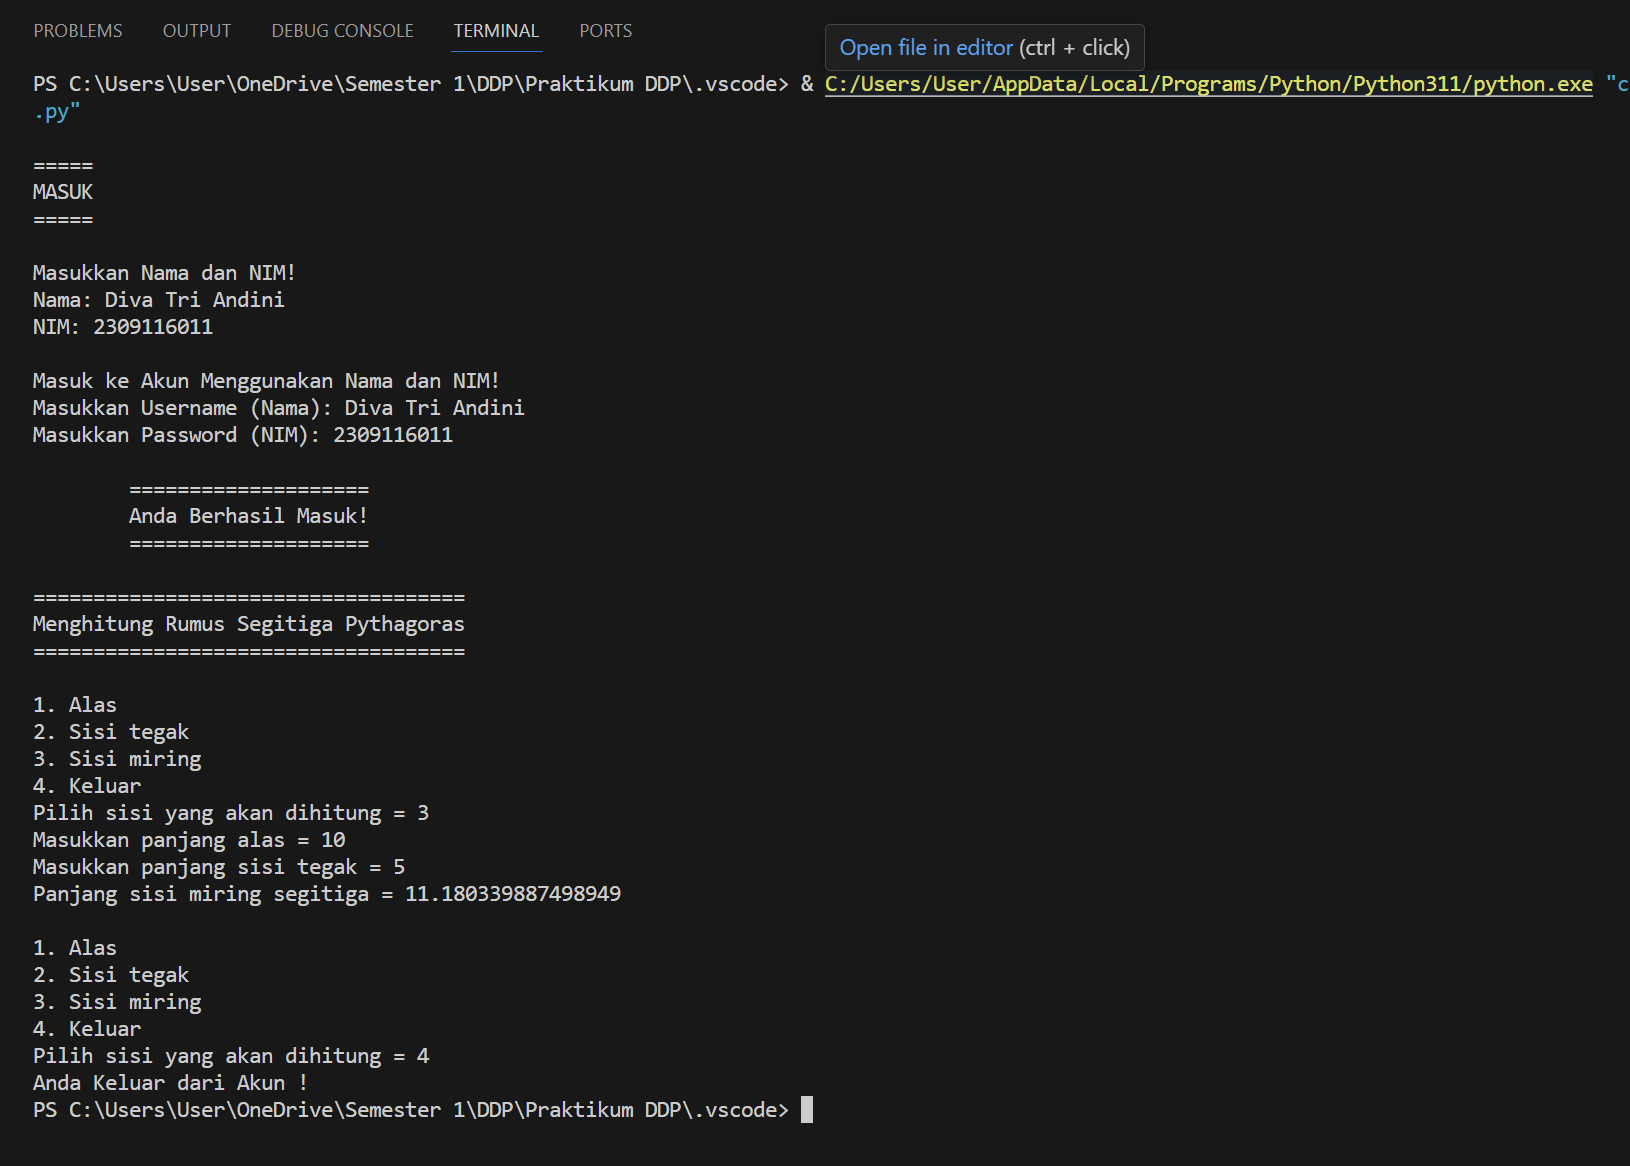 PROBLEMS OUTPUT DEBUG CONSOLE TERMINAL PORTS
Open file in editor (ctrl + click)
PS C:\Users\User\OneDrive\Semester 1\DDP\Praktikum DDP\.vscode> & C:/Users/User/AppData/Local/Programs/Python/Python311/python.exe "c
.py"
=====
MASUK
=====
Masukkan Nama dan NIM!
Nama: Diva Tri Andini
NIM: 2309116011
Masuk ke Akun Menggunakan Nama dan NIM!
Masukkan Username (Nama): Diva Tri Andini
Masukkan Password (NIM): 2309116011
====================
Anda Berhasil Masuk!
====================
====================================
Menghitung Rumus Segitiga Pythagoras
====================================
1. Alas
2. Sisi tegak
3. Sisi miring
4. Keluar
Pilih sisi yang akan dihitung = 3
Masukkan panjang alas = 10
Masukkan panjang sisi tegak = 5
Panjang sisi miring segitiga = 11.180339887498949
1. Alas
2. Sisi tegak
3. Sisi miring
4. Keluar
Pilih sisi yang akan dihitung = 4
Anda Keluar dari Akun !
PS C:\Users\User\OneDrive\Semester 1\DDP\Praktikum DDP\.vscode>